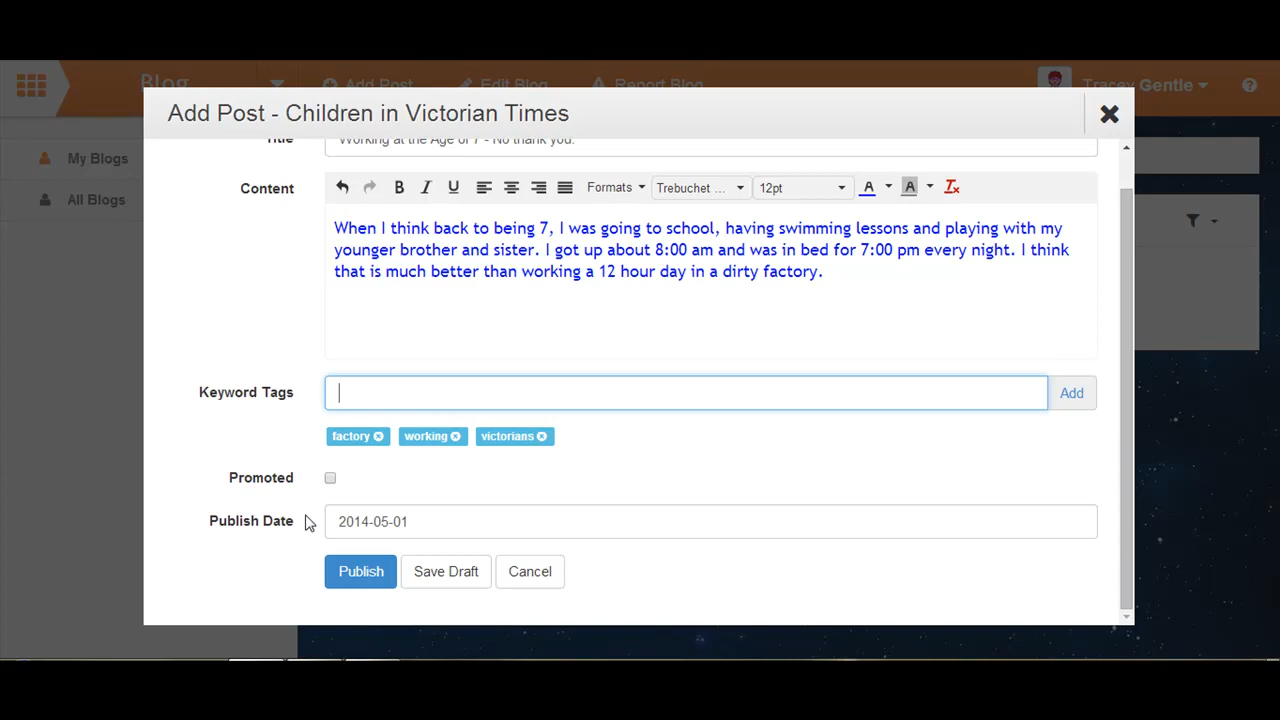 Blog Add Post Edit Blog Report Blog Tracey Gentle
Add Post - Children in Victorian Times
My Blogs
All Blogs
Title Working at the Age of 7 - No thank you.
Content Formats Trebuchet ... 12pt
When I think back to being 7, I was going to school, having swimming lessons and playing with my
younger brother and sister. I got up about 8:00 am and was in bed for 7:00 pm every night. I think
that is much better than working a 12 hour day in a dirty factory.
Keyword Tags Add
factory working victorians
Promoted
Publish Date 2014-05-01
Publish Save Draft Cancel